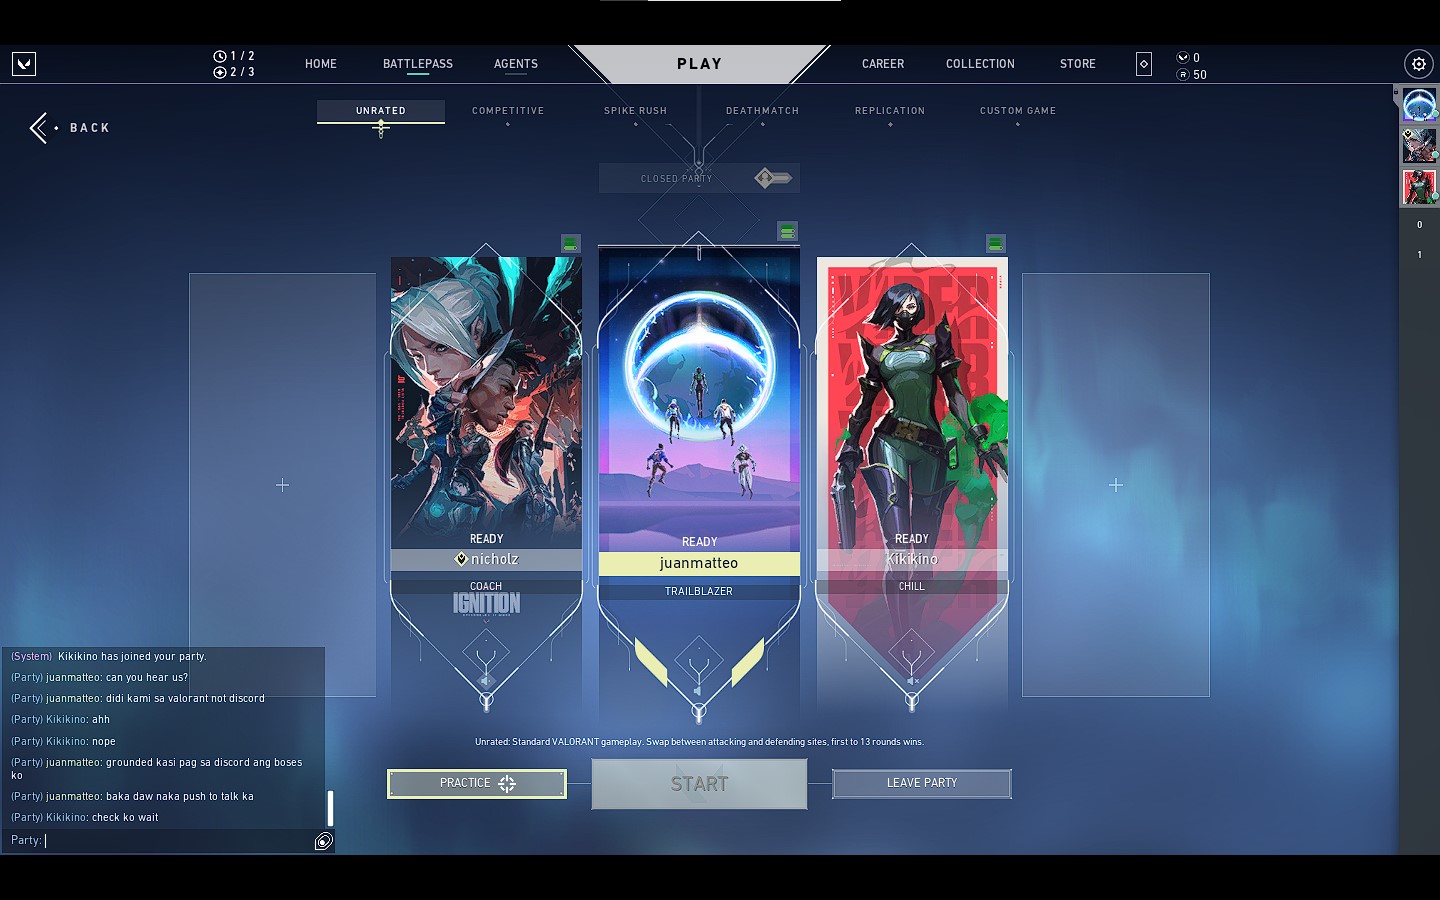 1 / 2
2 / 3
HOME
BATTLEPASS
AGENTS
PLAY
CAREER
COLLECTION
STORE
0
50
BACK
UNRATED
COMPETITIVE
SPIKE RUSH
DEATHMATCH
REPLICATION
CUSTOM GAME
CLOSED PARTY
0
1
READY
nicholz
COACH
IGNITION
READY
juanmatteo
TRAILBLAZER
VIPER
READY
Kikikino
CHILL
(System) Kikikino has joined your party.
(Party) juanmatteo: can you hear us?
(Party) juanmatteo: didi kami sa valorant not discord
(Party) Kikikino: ahh
(Party) Kikikino: nope
(Party) juanmatteo: grounded kasi pag sa discord ang boses
ko
(Party) juanmatteo: baka daw naka push to talk ka
(Party) Kikikino: check ko wait
Party:
Unrated: Standard VALORANT gameplay. Swap between attacking and defending sites, first to 13 rounds wins.
PRACTICE
START
LEAVE PARTY